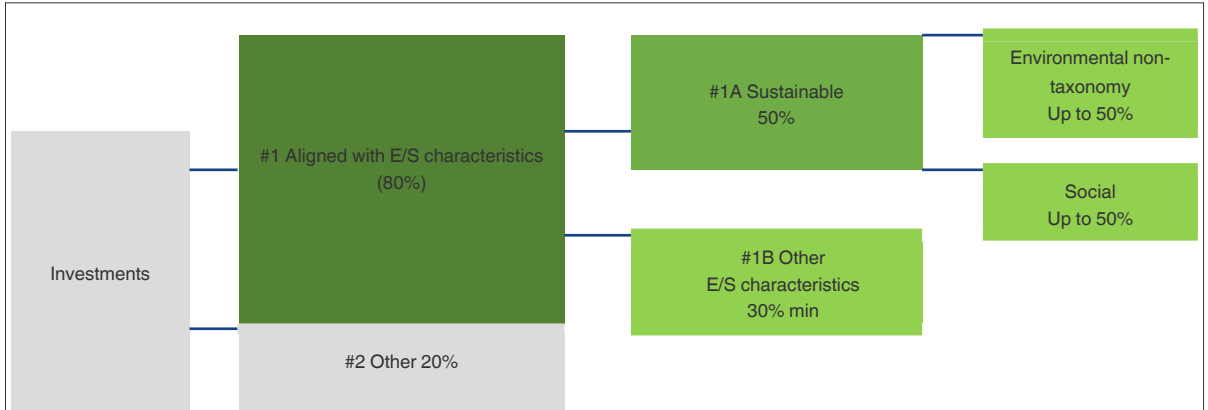 Investments
#1 Aligned with E/S characteristics
(80%)
#2 Other 20%
#1A Sustainable
50%
#1B Other
E/S characteristics
30% min
Environmental non-
taxonomy
Up to 50%
Social
Up to 50%